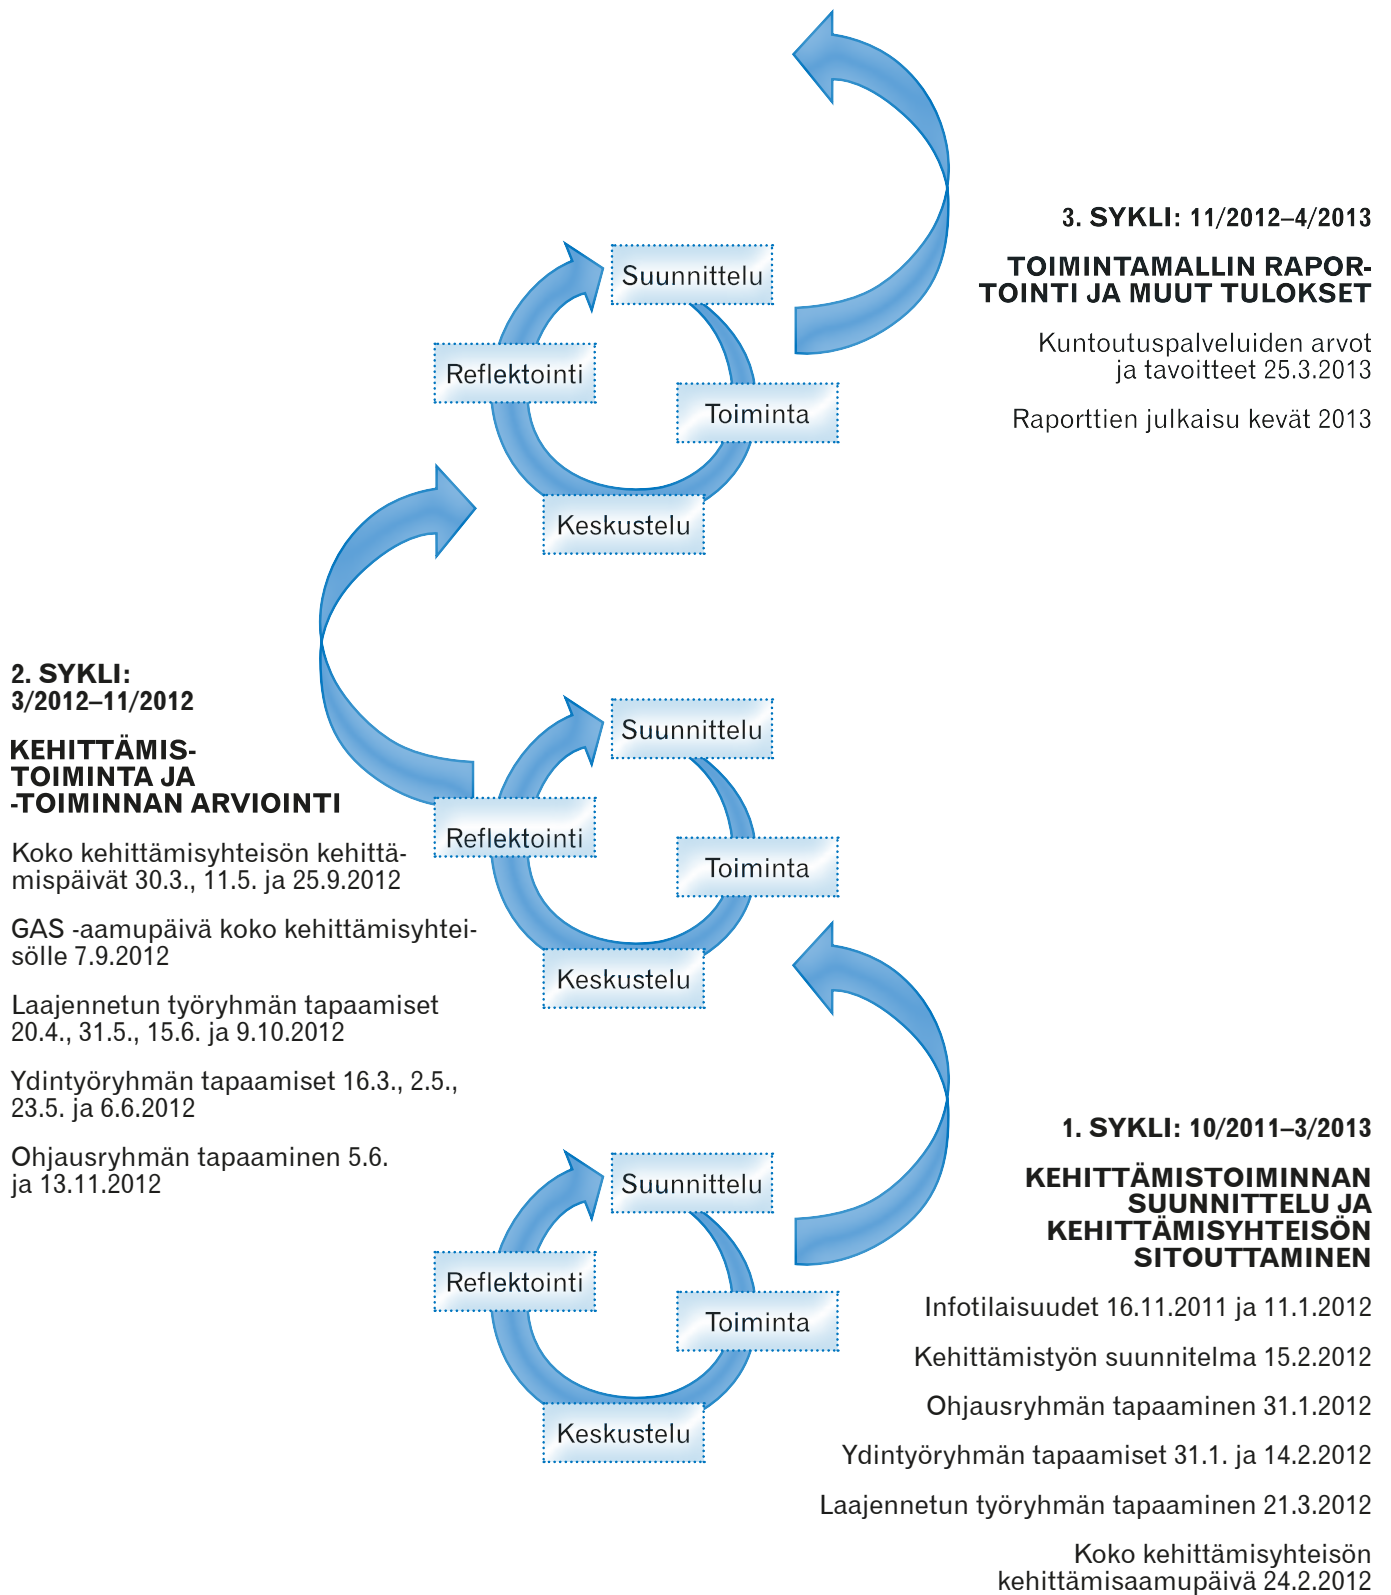 3. SYKLI: 11/2012–4/2013
TOIMINTAMALLIN RAPOR-
TOINTI JA MUUT TULOKSET
Kuntoutuspalveluiden arvot
ja tavoitteet 25.3.2013
Raporttien julkaisu kevät 2013
Suunnittelu
Reflektointi
Toiminta
Keskustelu
2. SYKLI:
3/2012–11/2012
KEHITTÄMIS-
TOIMINTA JA
-TOIMINNAN ARVIOINTI
Koko kehittämisyhteisön kehittä-
mispäivät 30.3., 11.5. ja 25.9.2012
GAS -aamupäivä koko kehittämisyhtei-
sölle 7.9.2012
Laajennetun työryhmän tapaamiset
20.4., 31.5., 15.6. ja 9.10.2012
Ydintyöryhmän tapaamiset 16.3., 2.5.,
23.5. ja 6.6.2012
Ohjausryhmän tapaaminen 5.6.
ja 13.11.2012
Suunnittelu
Reflektointi
Toiminta
Keskustelu
1. SYKLI: 10/2011–3/2013
KEHITTÄMISTOIMINNAN
SUUNNITTELU JA
KEHITTÄMISYHTEISÖN
SITOUTTAMINEN
Infotilaisuudet 16.11.2011 ja 11.1.2012
Kehittämistyön suunnitelma 15.2.2012
Ohjausryhmän tapaaminen 31.1.2012
Ydintyöryhmän tapaamiset 31.1. ja 14.2.2012
Laajennetun työryhmän tapaaminen 21.3.2012
Koko kehittämisyhteisön
kehittämisaamupäivä 24.2.2012
Suunnittelu
Reflektointi
Toiminta
Keskustelu